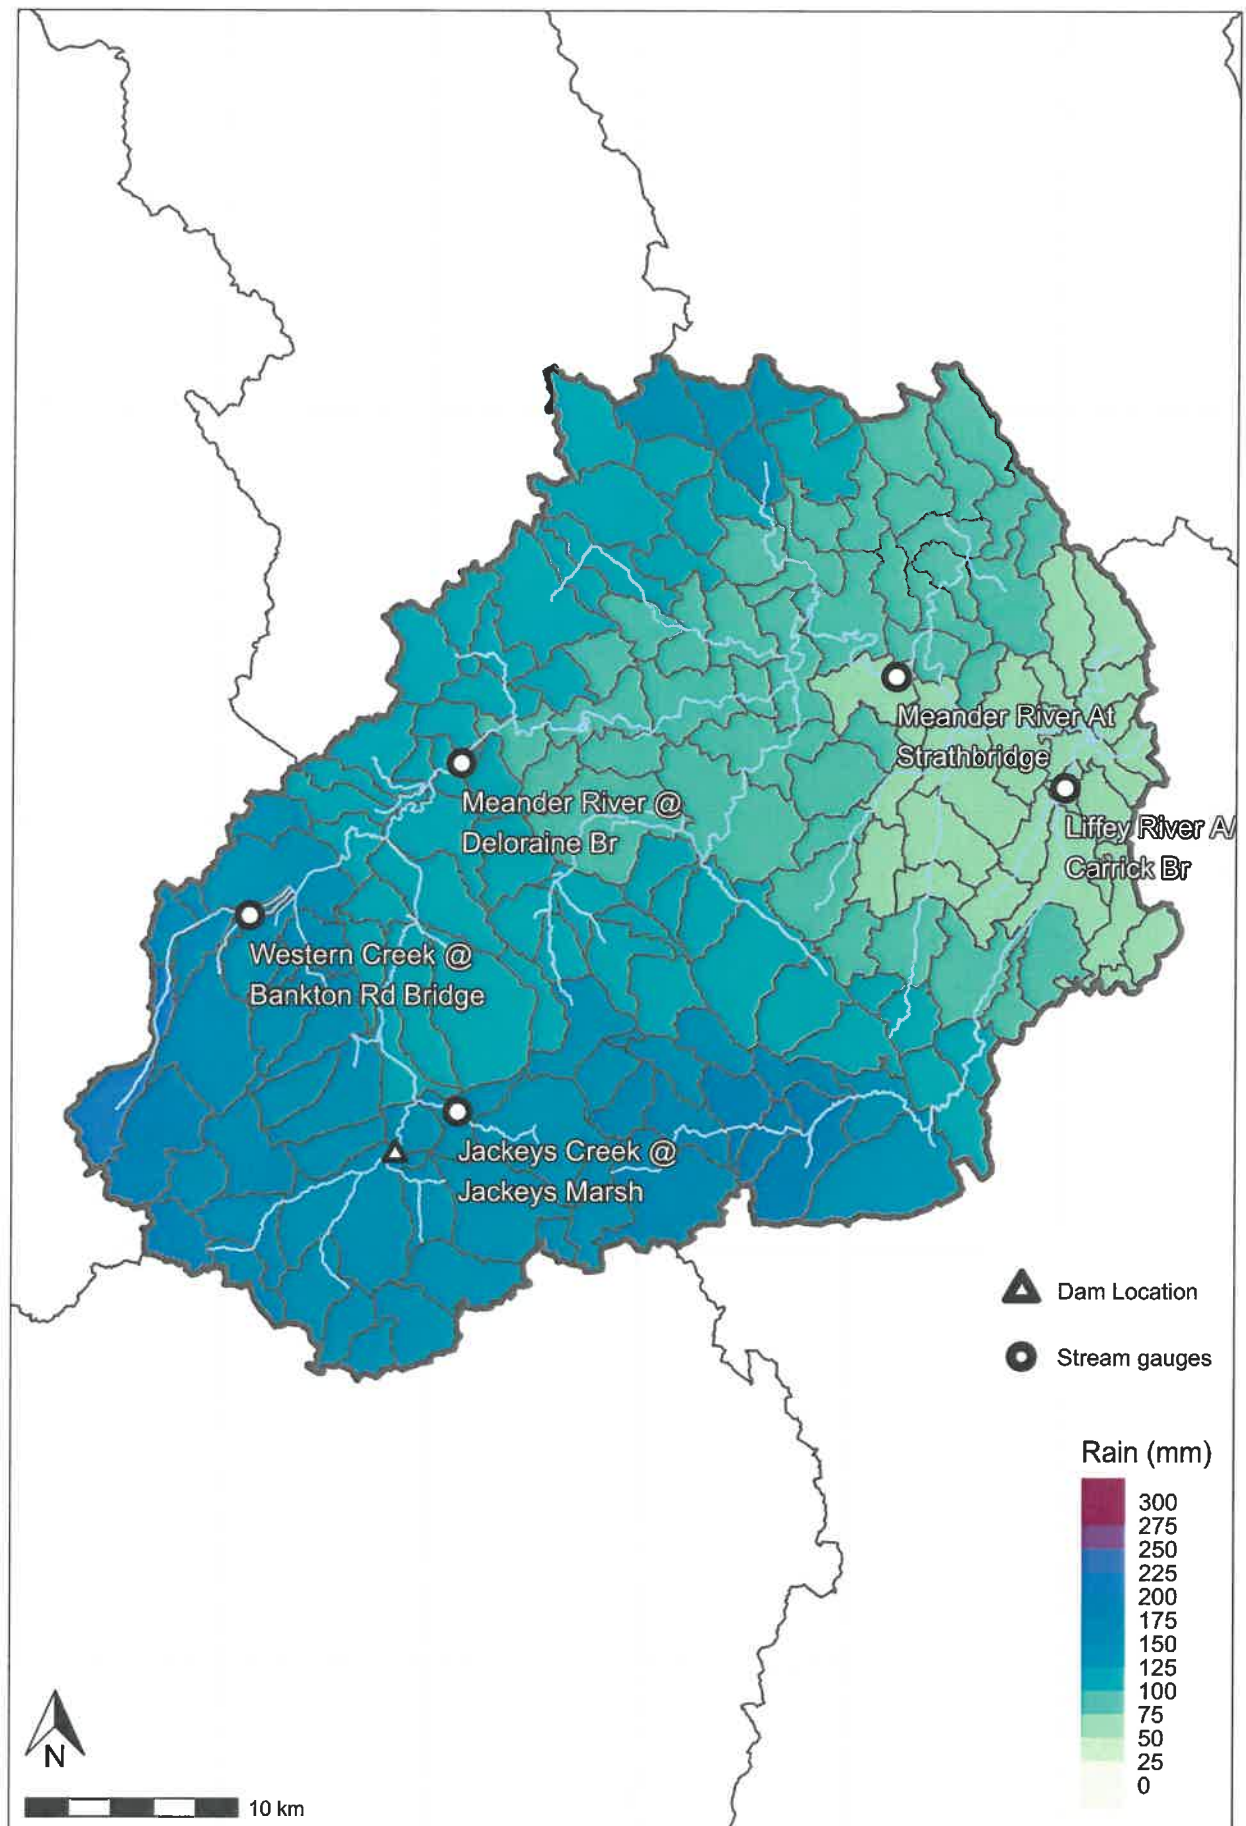 Meander River At
Strathbridge
Meander River @
Deloraine Br
Liffey River A/
Carrick Br
Western Creek @
Bankton Rd Bridge
Jackeys Creek @
Jackeys Marsh
Dam Location
Stream gauges
Rain (mm)
300
275
250
225
200
175
150
125
100
75
50
25
0
N
10 km